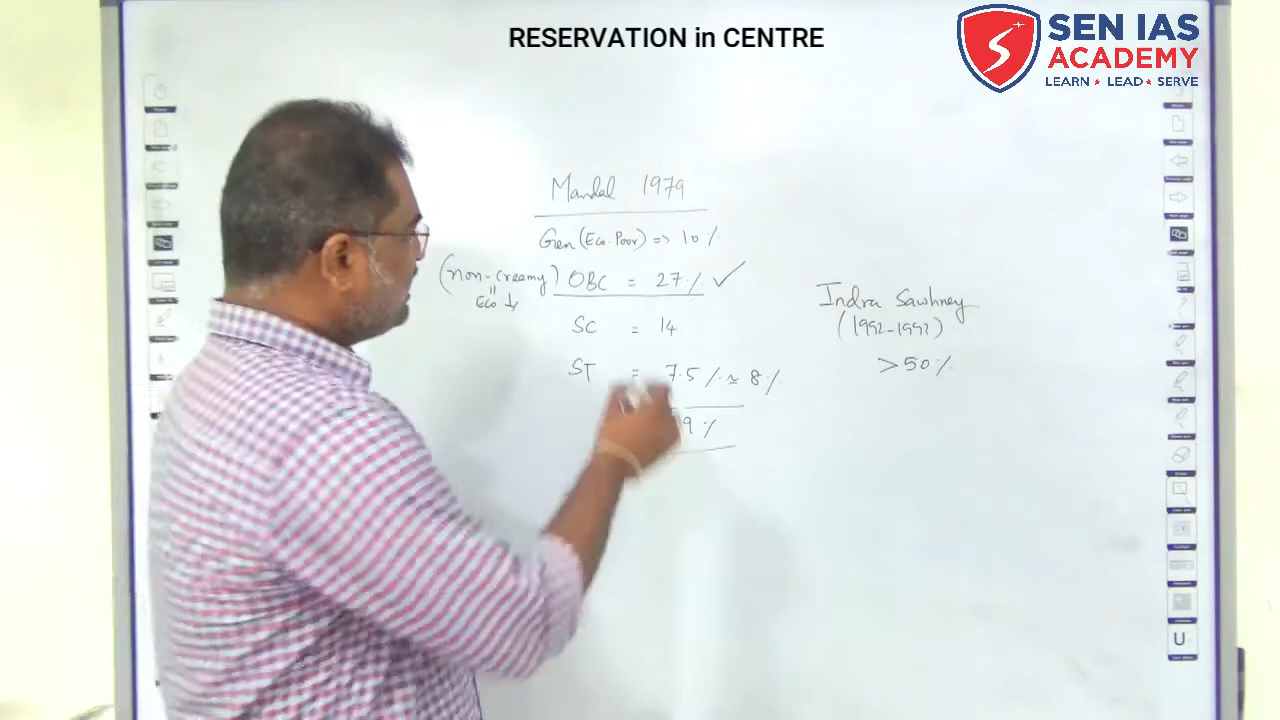 RESERVATION in CENTRE
SEN IAS
ACADEMY
LEARN ★ LEAD ★ SERVE
Mandal 1979
Gen (Eco. Poor) => 10 %
(non-creamy) OBC = 27 % ✓
Eco ↓
SC = 14
ST = 7.5 % ≈ 8 %
9 %
Indra Sawhney
(1992-1992)
>50 %
U